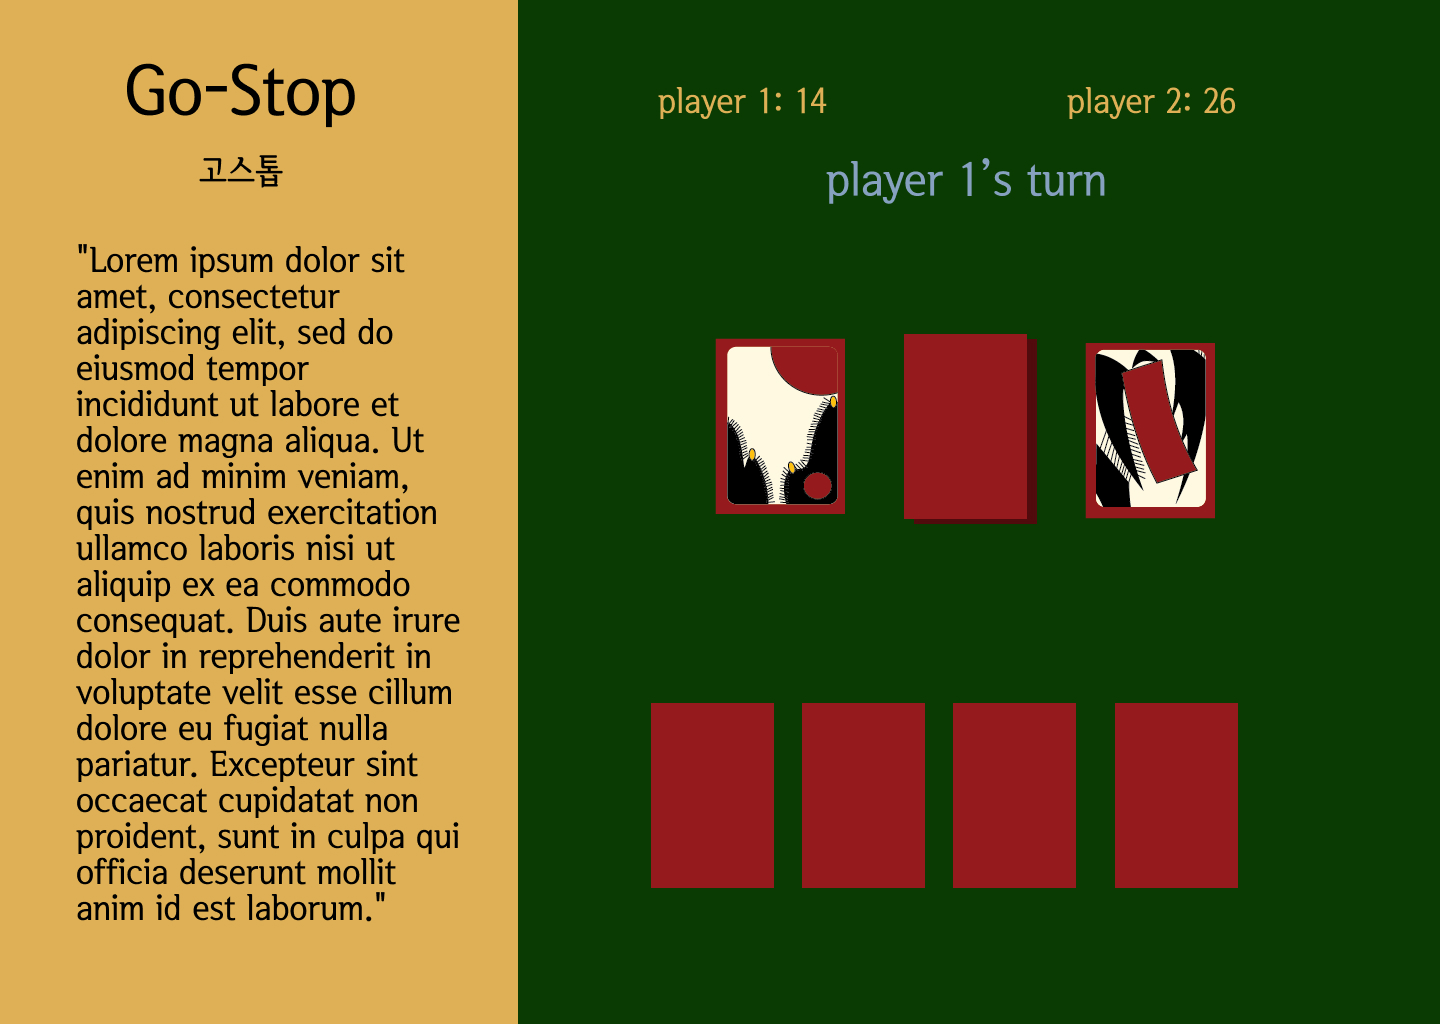 Go-Stop
고스톱
"Lorem ipsum dolor sit
amet, consectetur
adipiscing elit, sed do
eiusmod tempor
incididunt ut labore et
dolore magna aliqua. Ut
enim ad minim veniam,
quis nostrud exercitation
ullamco laboris nisi ut
aliquip ex ea commodo
consequat. Duis aute irure
dolor in reprehenderit in
voluptate velit esse cillum
dolore eu fugiat nulla
pariatur. Excepteur sint
occaecat cupidatat non
proident, sunt in culpa qui
officia deserunt mollit
anim id est laborum."
player 1: 14
player 2: 26
player 1’s turn